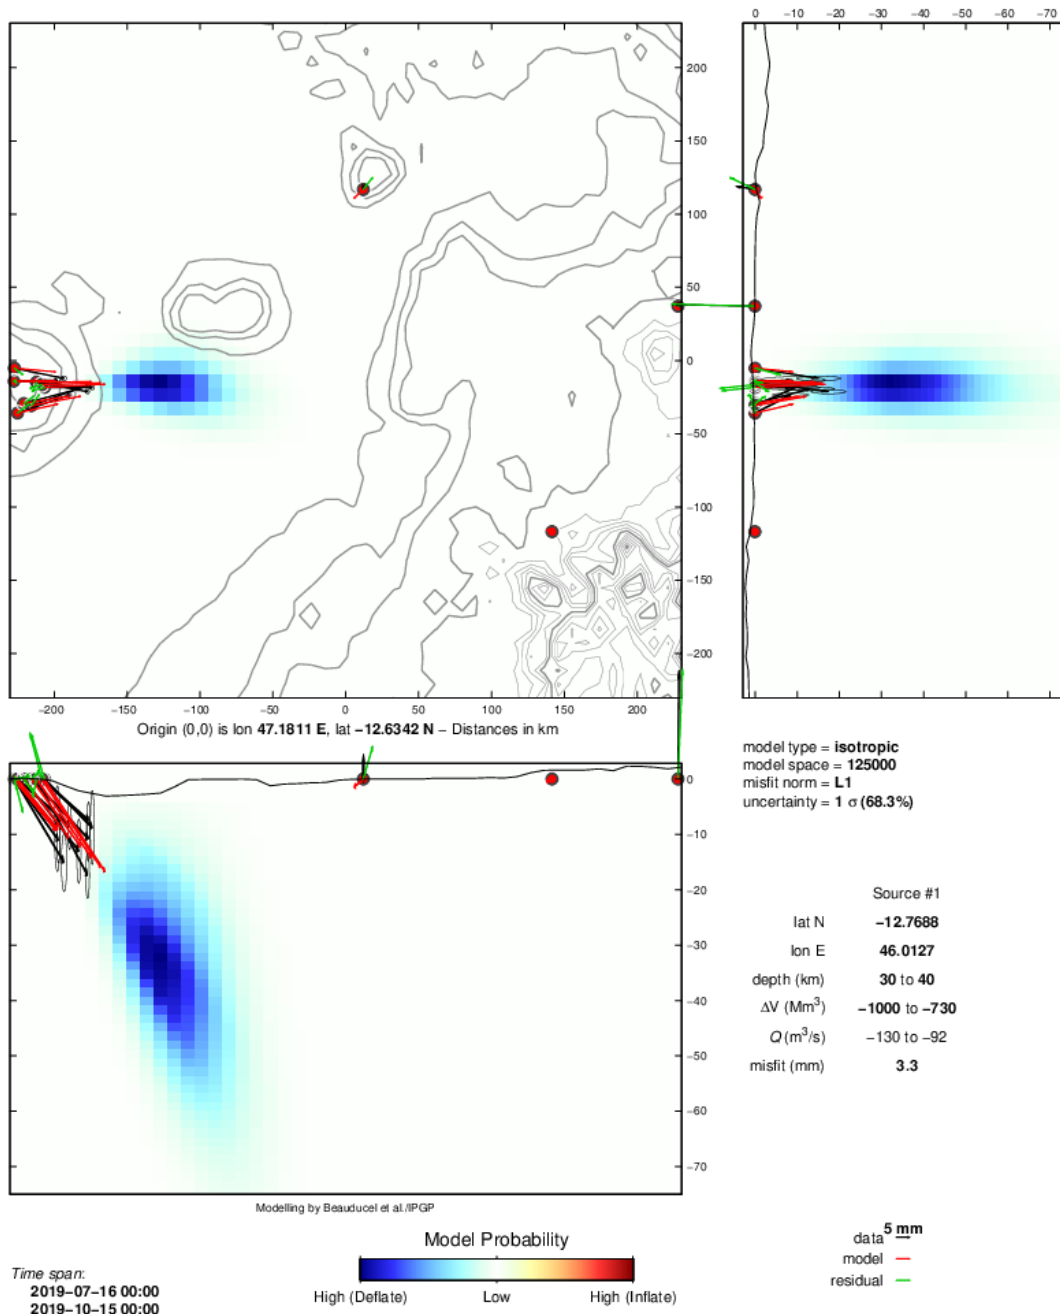 0 −10 −20 −30 −40 −50 −60 −70
200
150
100
50
0
−50
−100
−150
−200
−200 −150 −100 −50 0 50 100 150 200
Origin (0,0) is lon 47.1811 E, lat −12.6342 N − Distances in km
0
−10
−20
−30
−40
−50
−60
−70
model type = isotropic
model space = 125000
misfit norm = L1
uncertainty = 1 σ (68.3%)
Source #1
lat N −12.7688
lon E 46.0127
depth (km) 30 to 40
ΔV (Mm³) −1000 to −730
Q (m³/s) −130 to −92
misfit (mm) 3.3
Modelling by Beauducel et al./IPGP
Model Probability
High (Deflate) Low High (Inflate)
5 mm
data
model
residual
Time span:
2019−07−16 00:00
2019−10−15 00:00